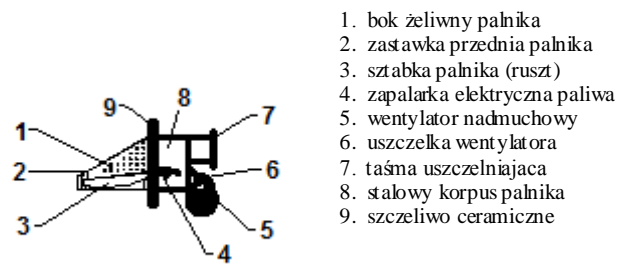 1. bok żeliwny palnika
2. zastawka przednia palnika
3. sztabka palnika (ruszt)
4. zapalarka elektryczna paliwa
5. wentylator nadmuchowy
6. uszczelka wentylatora
7. taśma uszczelniajaca
8. stalowy korpus palnika
9. szczeliwo ceramiczne
8
9
7
1
2
6
3
5
4